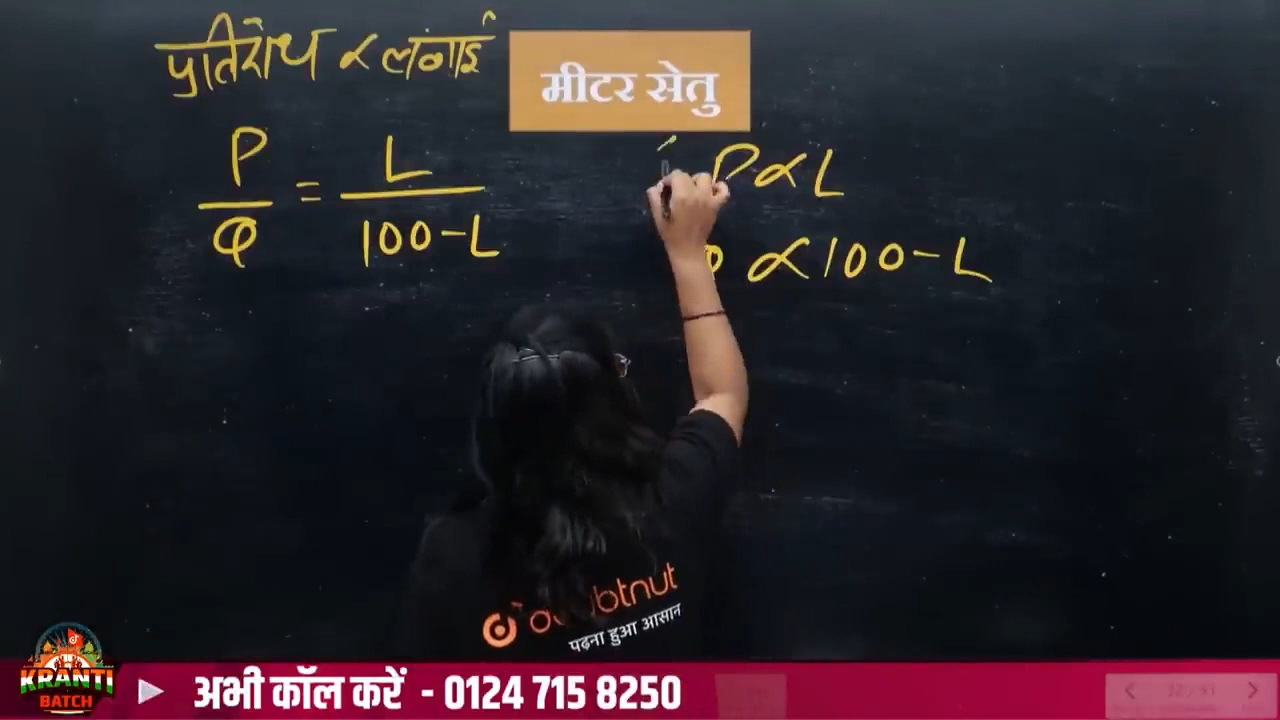 प्रतिरोध ∝ लंबाई
मीटर सेतु
P/Q = L/(100-L)
P ∝ L
∝ 100-L
doubtnut
पढ़ना हुआ आसान
KRANTI
BATCH
अभी कॉल करें - 0124 715 8250